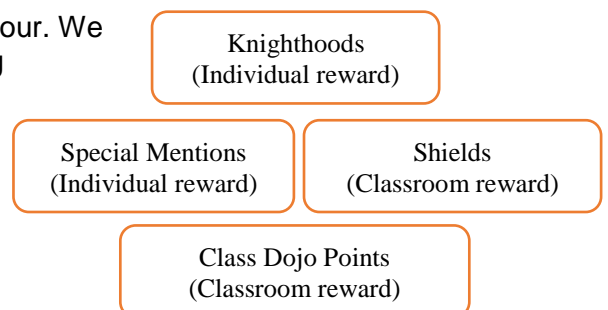 our. We
g
Knighthoods
(Individual reward)
Special Mentions
(Individual reward)
Shields
(Classroom reward)
Class Dojo Points
(Classroom reward)